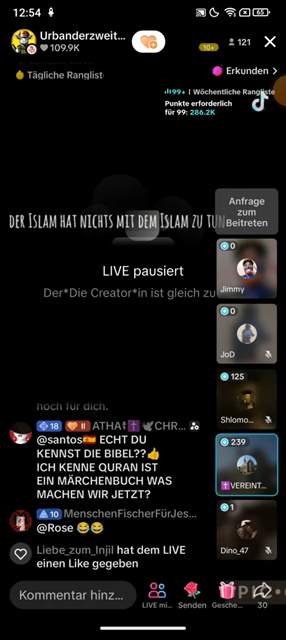 12:54
65
Urbanderzweit...
109.9K
10+
121
Tägliche Rangliste
Erkunden >
99+ | Wöchentliche Rangliste
Punkte erforderlich
für 99: 286.2K
Anfrage
zum
Beitreten
DER ISLAM HAT NICHTS MIT DEM ISLAM ZU TUN
0
Jimmy
LIVE pausiert
Der*Die Creator*in ist gleich zu
0
JoD
125
Shlomo...
hoch für dich.
18 II ATHA‡✝️🕊CHR...
@santos🇪🇸 ECHT DU
KENNST DIE BIBEL??👍
ICH KENNE QURAN IST
EIN MÄRCHENBUCH WAS
MACHEN WIR JETZT?
239
✝️VEREINT...
10 MenschenFischerFürJes...
@Rose 😂😂
1
Dino_47
Liebe_zum_Injil hat dem LIVE
einen Like gegeben
Kommentar hinz...
LIVE mi...
Senden
Gesche...
30